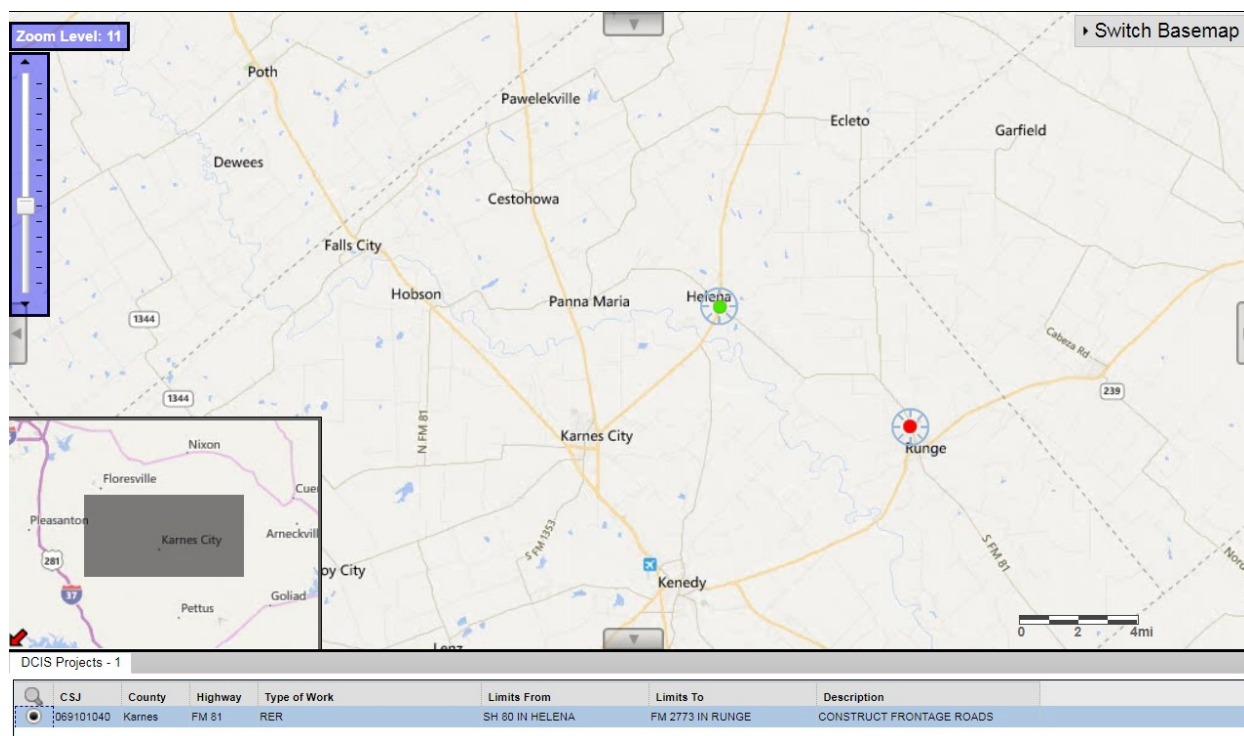 Zoom Level: 11
Switch Basemap
Poth
Pawelekville
Ecleto
Garfield
Dewees
Cestohowa
Falls City
Hobson
Panna Maria
Helena
1344
Cabeza Rd
1344
239
N FM 81
Karnes City
Runge
Nixon
Floresville
Cue
Pleasanton
Arneckvill
Karnes City
281
S FM 1353
S FM 81
Nor
oy City
Kenedy
37
Goliad
Pettus
Lenz
0 2 4mi
DCIS Projects - 1
CSJ County Highway Type of Work Limits From Limits To Description
069101040 Karnes FM 81 RER SH 80 IN HELENA FM 2773 IN RUNGE CONSTRUCT FRONTAGE ROADS